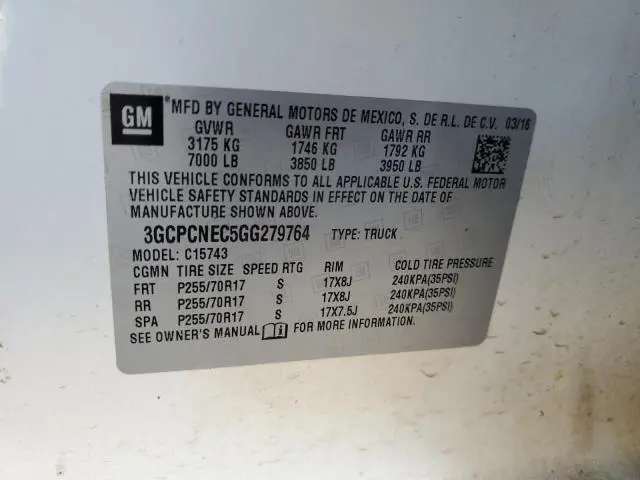 GM
*MFD BY GENERAL MOTORS DE MEXICO, S. DE R.L. DE C.V. 03/16
GVWR GAWR FRT GAWR RR
3175 KG 1746 KG 1792 KG
7000 LB 3850 LB 3950 LB
THIS VEHICLE CONFORMS TO ALL APPLICABLE U.S. FEDERAL MOTOR
VEHICLE SAFETY STANDARDS IN EFFECT ON THE DATE OF
MANUFACTURE SHOWN ABOVE.
3GCPCNEC5GG279764 TYPE: TRUCK
MODEL: C15743
CGMN TIRE SIZE SPEED RTG RIM COLD TIRE PRESSURE
FRT P255/70R17 S 17X8J 240KPA(35PSI)
RR P255/70R17 S 17X8J 240KPA(35PSI)
SPA P255/70R17 S 17X7.5J 240KPA(35PSI)
SEE OWNER'S MANUAL FOR MORE INFORMATION.